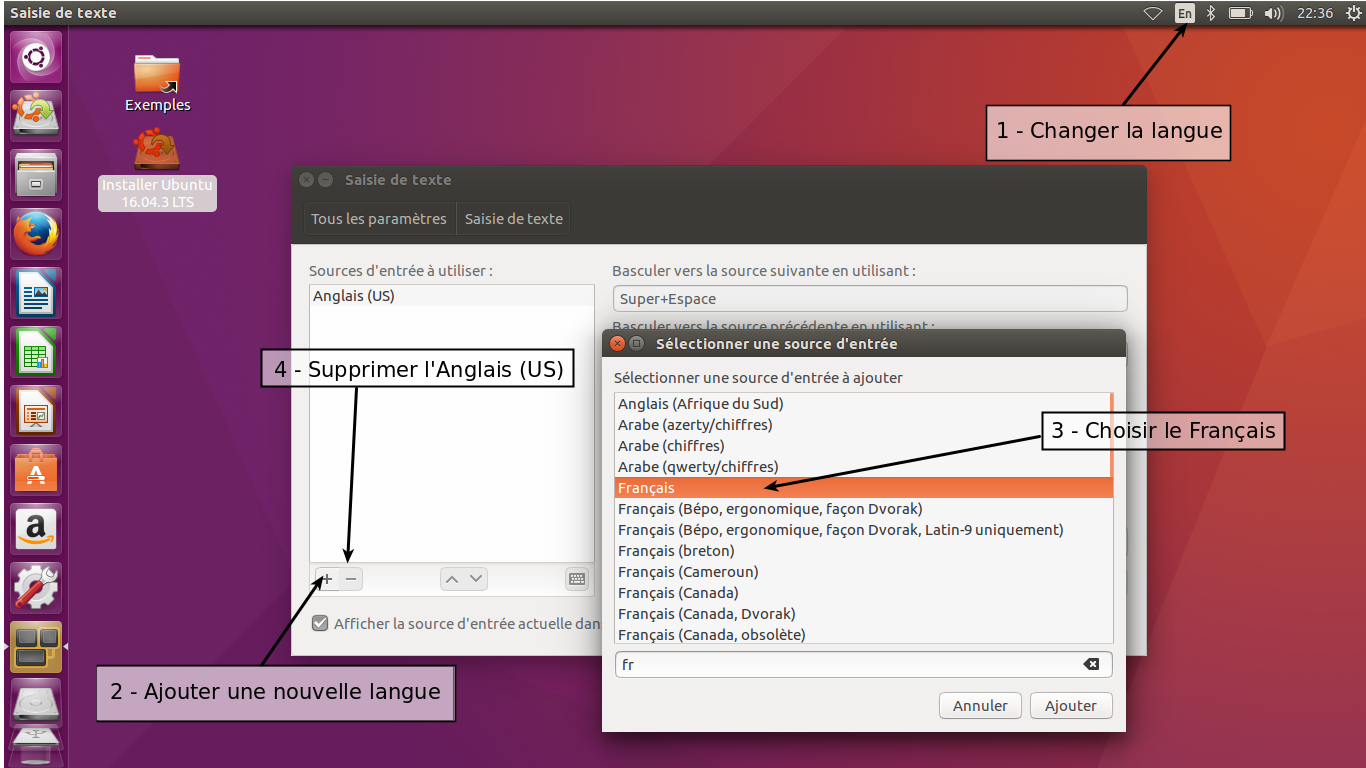 Saisie de texte
En
22:36
1 - Changer la langue
Exemples
Installer Ubuntu
16.04.3 LTS
Saisie de texte
Tous les paramètres
Saisie de texte
Sources d'entrée à utiliser :
Anglais (US)
Basculer vers la source suivante en utilisant :
Super+Espace
Basculer vers la source précédente en utilisant :
4 - Supprimer l'Anglais (US)
Afficher la source d'entrée actuelle dan
2 - Ajouter une nouvelle langue
Sélectionner une source d'entrée
Sélectionner une source d'entrée à ajouter
Anglais (Afrique du Sud)
Arabe (azerty/chiffres)
Arabe (chiffres)
Arabe (qwerty/chiffres)
Français
Français (Bépo, ergonomique, façon Dvorak)
Français (Bépo, ergonomique, façon Dvorak, Latin-9 uniquement)
Français (breton)
Français (Cameroun)
Français (Canada)
Français (Canada, Dvorak)
Français (Canada, obsolète)
3 - Choisir le Français
fr
Annuler
Ajouter